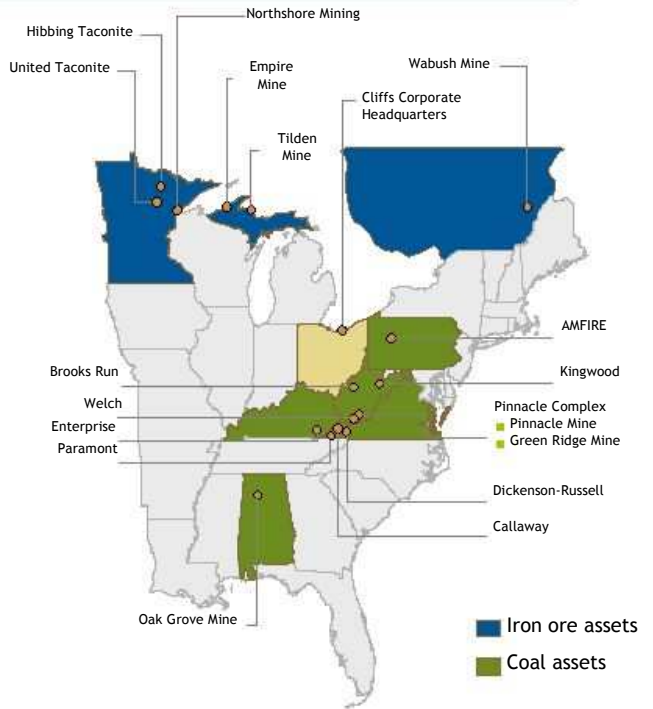 Northshore Mining
Hibbing Taconite
United Taconite
Empire
Mine
Wabush Mine
Cliffs Corporate
Headquarters
Tilden
Mine
AMFIRE
Brooks Run
Kingwood
Welch
Pinnacle Complex
Pinnacle Mine
Enterprise
Green Ridge Mine
Paramont
Dickenson-Russell
Callaway
Oak Grove Mine
Iron ore assets
Coal assets